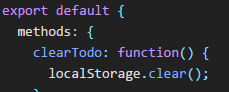 export default {
methods: {
clearTodo: function() {
localStorage.clear();
}